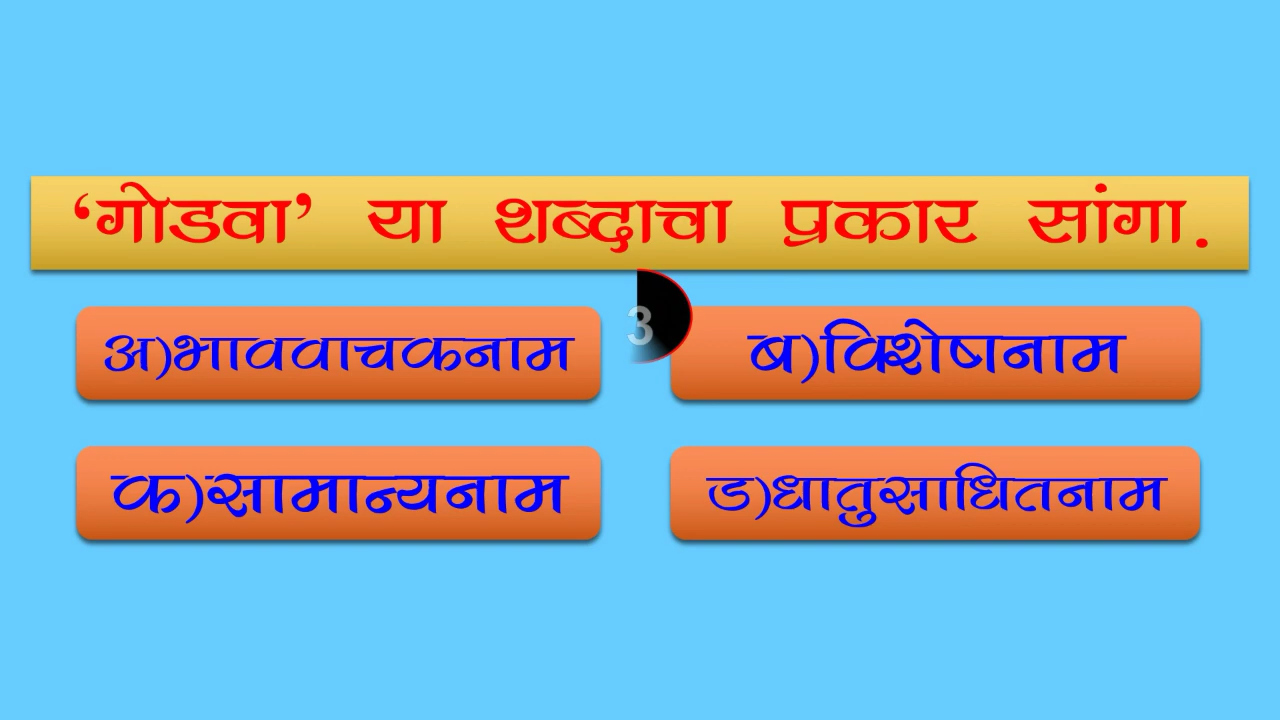 ‘गोडवा’ या शब्दाचा प्रकार सांगा.
3
अ)भाववाचकनाम
ब)विशेषनाम
क)सामान्यनाम
ड)धातुसाधितनाम